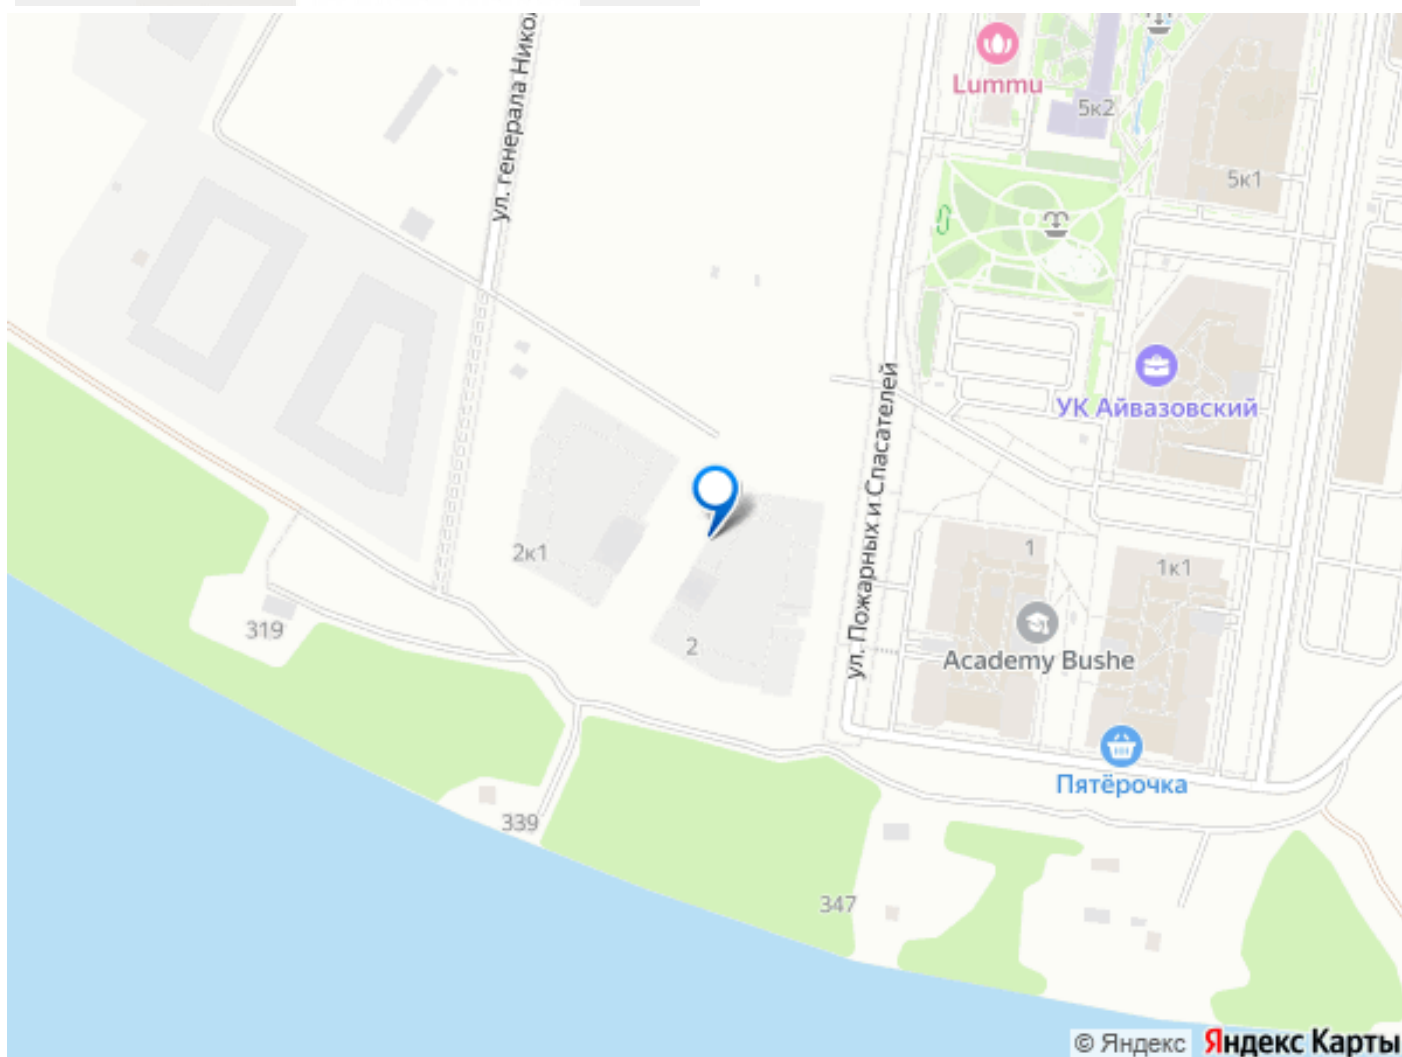 ул. генерала Нико
Lummu
5к2
5к1
УК Айвазовский
ул. Пожарных и Спасателей
2к1
1
1к1
319
2
Academy Bushe
Пятёрочка
339
347
© Яндекс Яндекс Карты